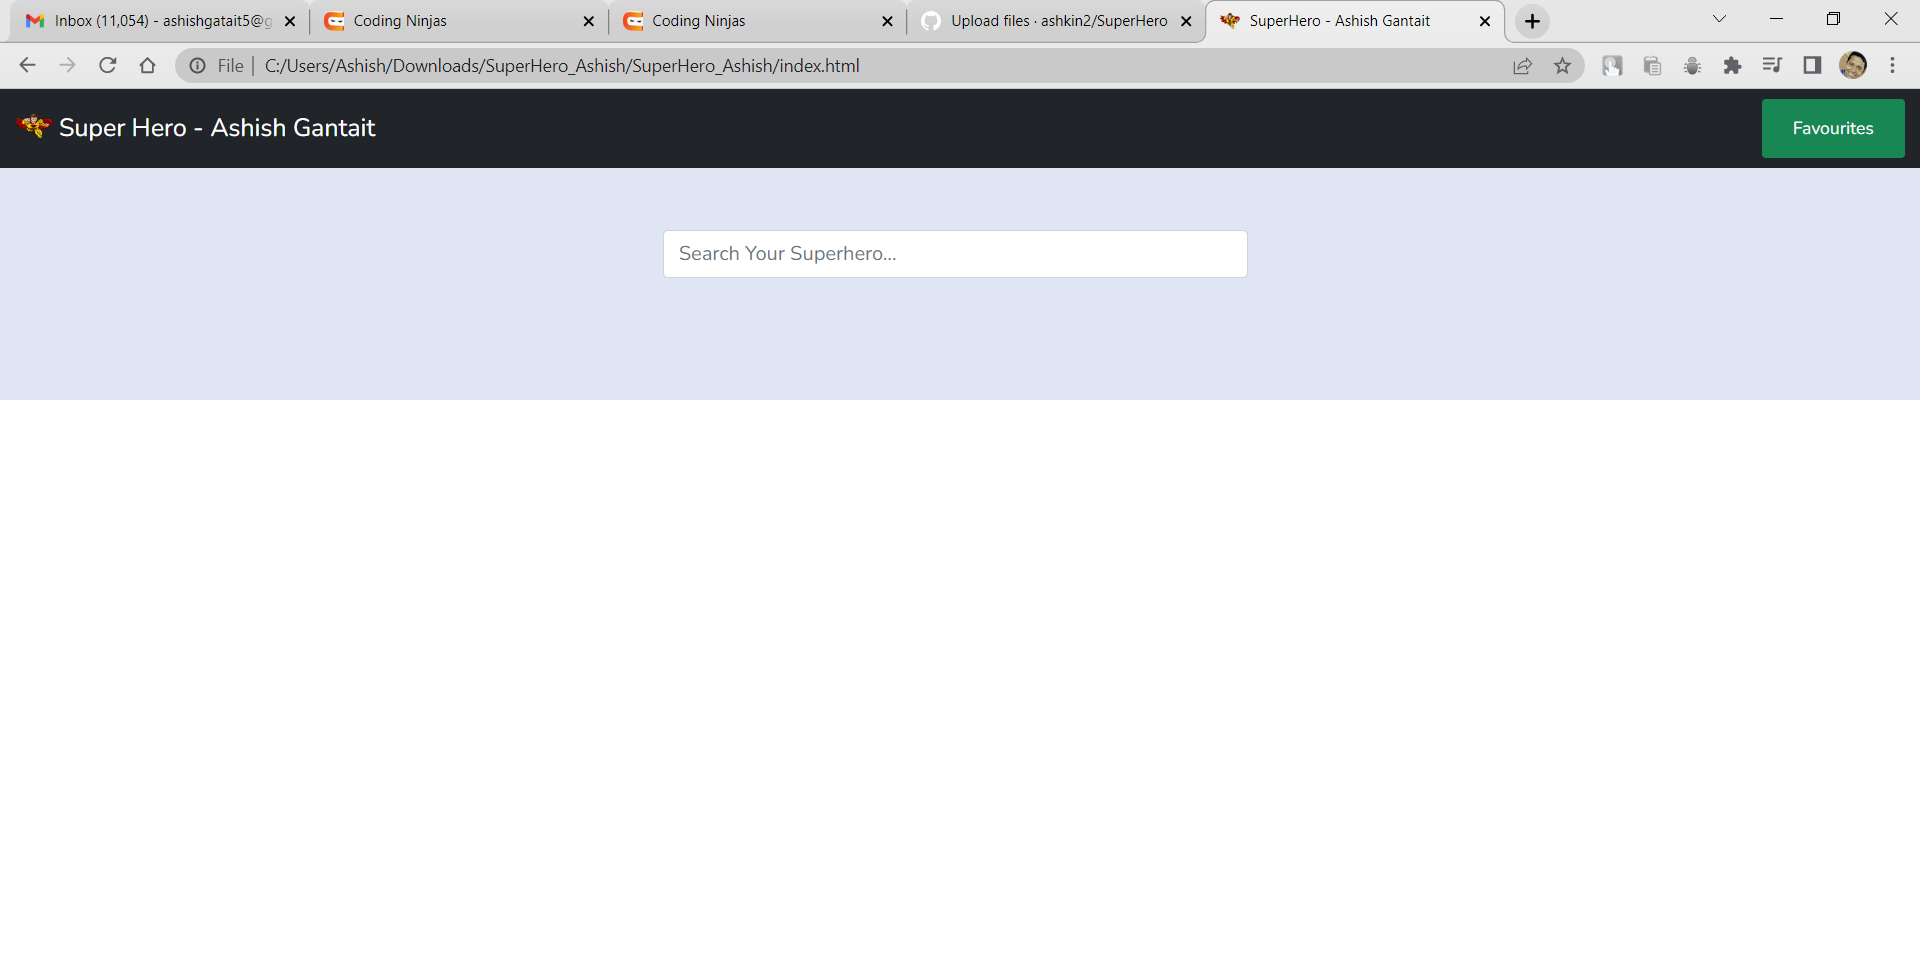 Inbox (11,054) - ashishgatait5@g
Coding Ninjas
Coding Ninjas
Upload files · ashkin2/SuperHero
SuperHero - Ashish Gantait
File
C:/Users/Ashish/Downloads/SuperHero_Ashish/SuperHero_Ashish/index.html
Super Hero - Ashish Gantait
Favourites
Search Your Superhero...